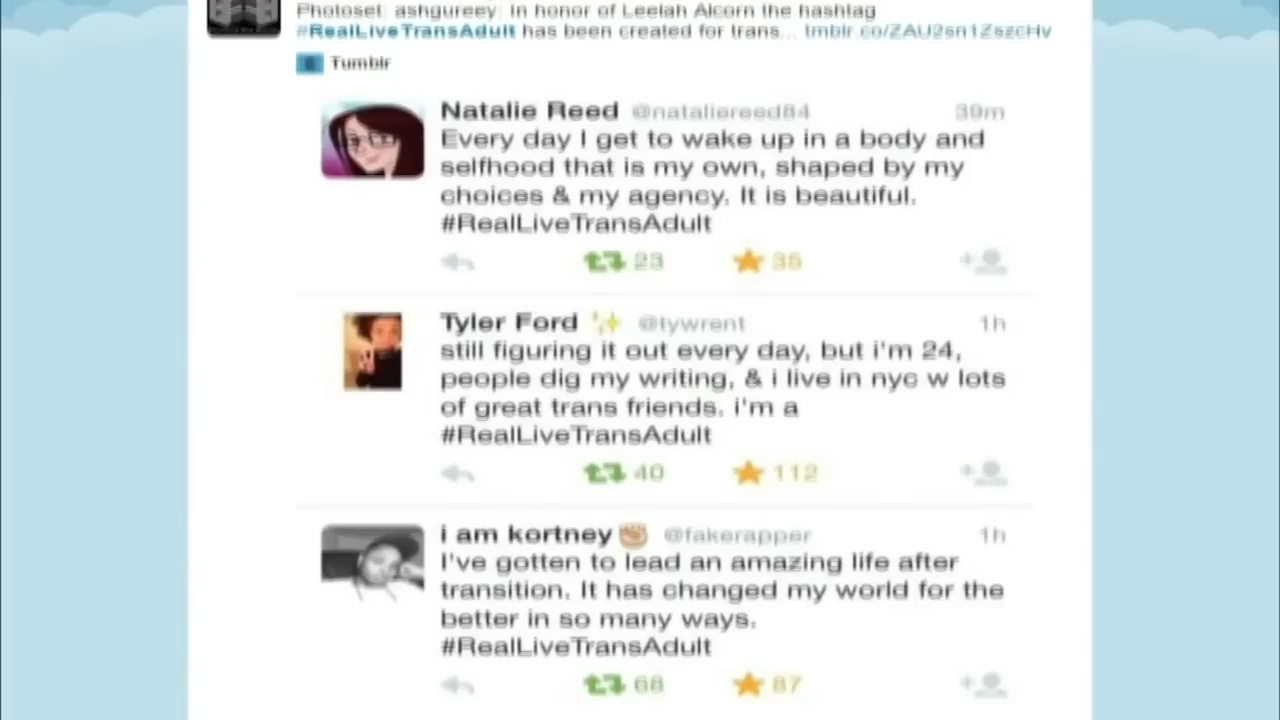 Photoset: ashgureey: In honor of Leelah Alcorn the hashtag
#RealLiveTransAdult has been created for trans... tmblr.co/ZAU2sn1ZszcHv
Tumblr
Natalie Reed @nataliereed84 39m
Every day I get to wake up in a body and
selfhood that is my own, shaped by my
choices & my agency. It is beautiful.
#RealLiveTransAdult
23 35
Tyler Ford @tywrent 1h
still figuring it out every day, but i'm 24,
people dig my writing, & i live in nyc w lots
of great trans friends. i'm a
#RealLiveTransAdult
40 112
i am kortney @fakerapper 1h
I've gotten to lead an amazing life after
transition. It has changed my world for the
better in so many ways.
#RealLiveTransAdult
68 87